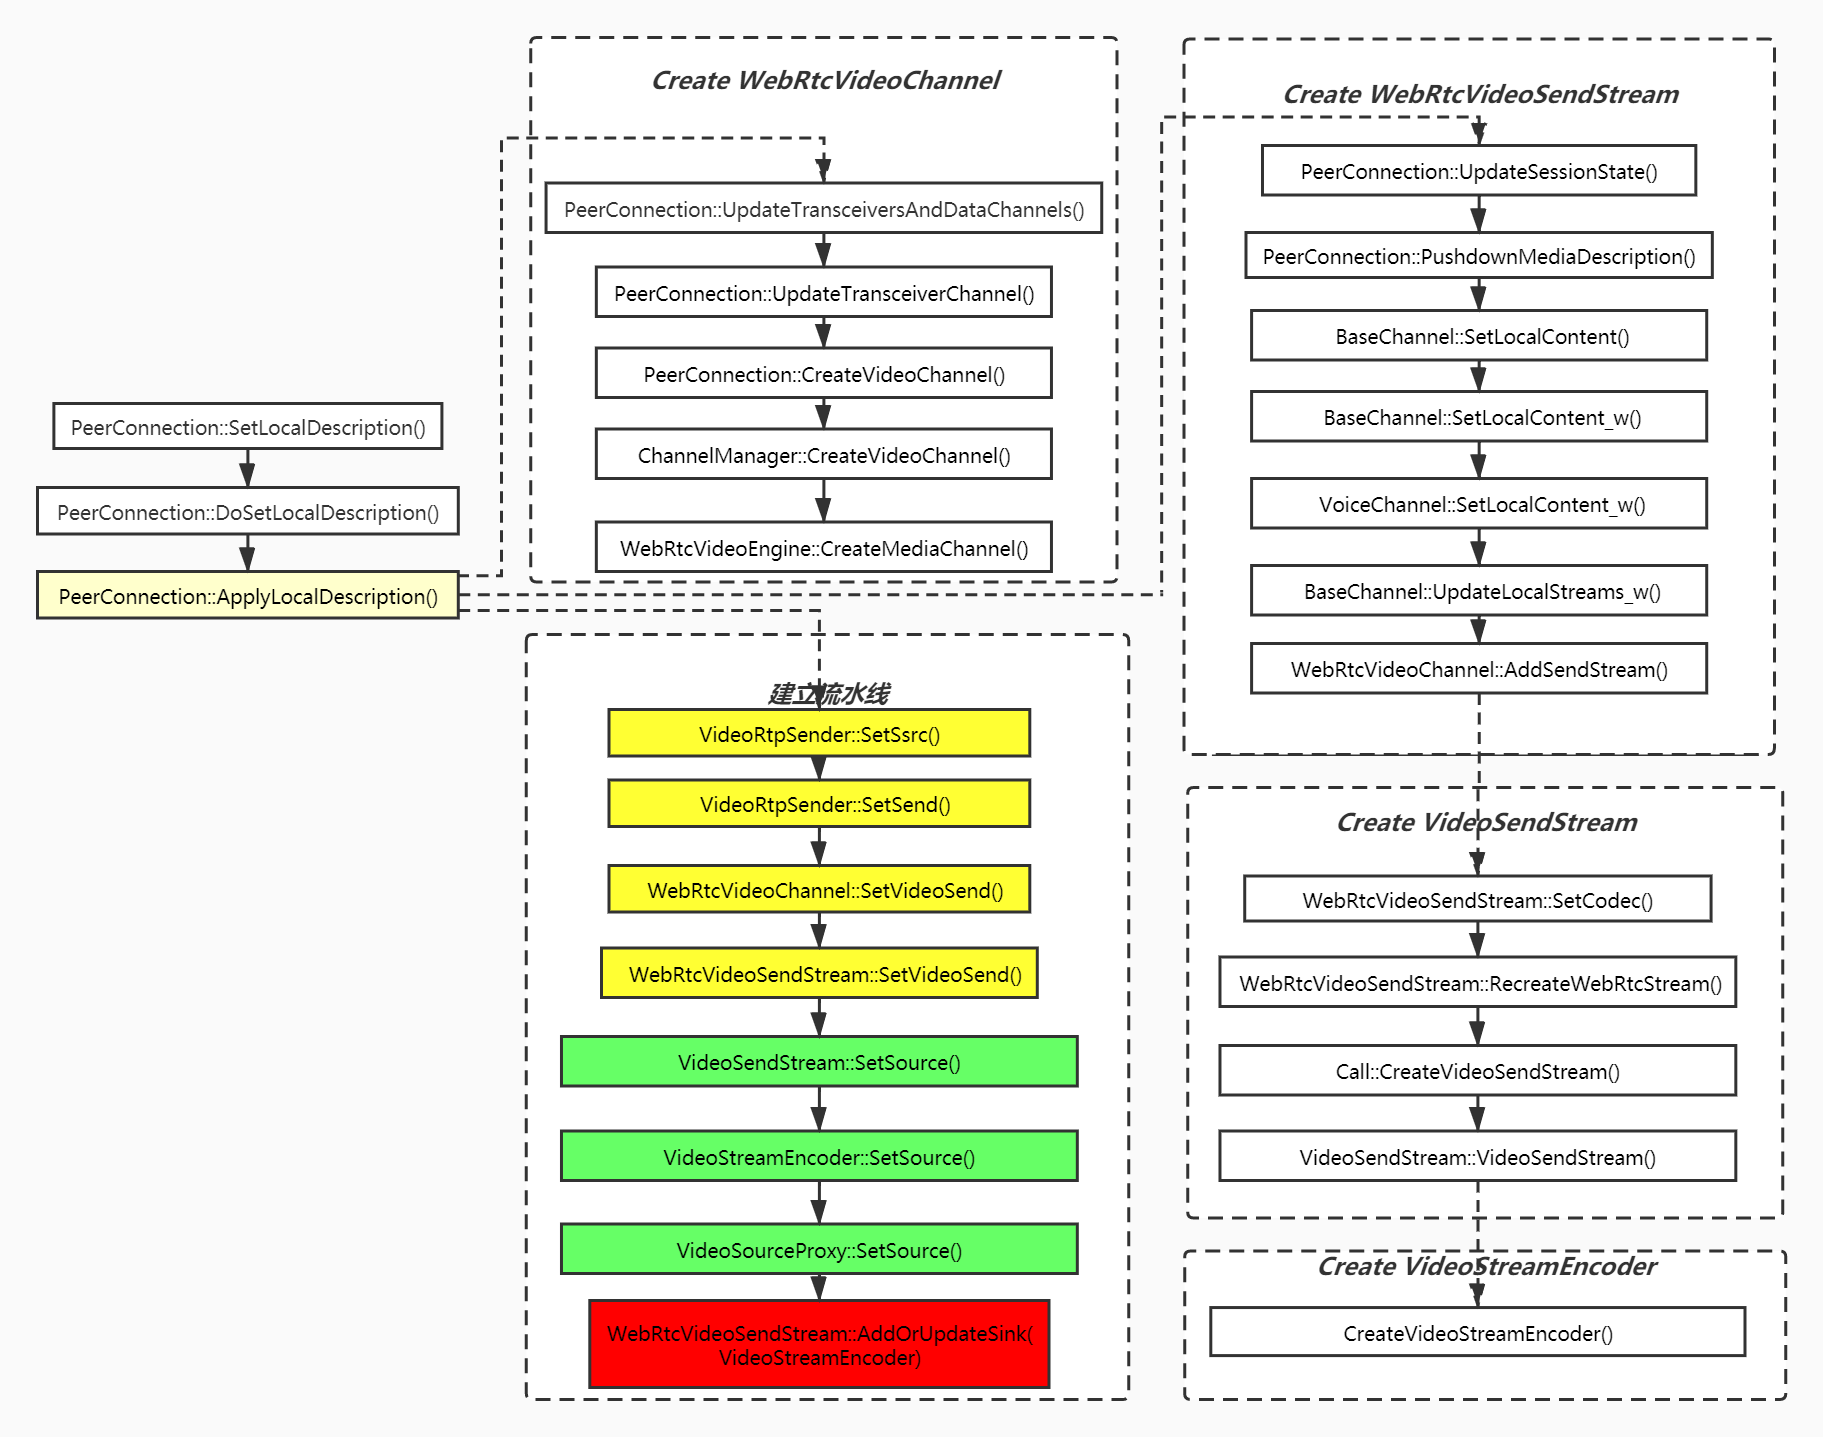 PeerConnection::SetLocalDescription()
PeerConnection::DoSetLocalDescription()
PeerConnection::ApplyLocalDescription()
Create WebRtcVideoChannel
PeerConnection::UpdateTransceiversAndDataChannels()
PeerConnection::UpdateTransceiverChannel()
PeerConnection::CreateVideoChannel()
ChannelManager::CreateVideoChannel()
WebRtcVideoEngine::CreateMediaChannel()
建立流水线
VideoRtpSender::SetSsrc()
VideoRtpSender::SetSend()
WebRtcVideoChannel::SetVideoSend()
WebRtcVideoSendStream::SetVideoSend()
VideoSendStream::SetSource()
VideoStreamEncoder::SetSource()
VideoSourceProxy::SetSource()
WebRtcVideoSendStream::AddOrUpdateSink(
VideoStreamEncoder)
Create WebRtcVideoSendStream
PeerConnection::UpdateSessionState()
PeerConnection::PushdownMediaDescription()
BaseChannel::SetLocalContent()
BaseChannel::SetLocalContent_w()
VoiceChannel::SetLocalContent_w()
BaseChannel::UpdateLocalStreams_w()
WebRtcVideoChannel::AddSendStream()
Create VideoSendStream
WebRtcVideoSendStream::SetCodec()
WebRtcVideoSendStream::RecreateWebRtcStream()
Call::CreateVideoSendStream()
VideoSendStream::VideoSendStream()
Create VideoStreamEncoder
CreateVideoStreamEncoder()